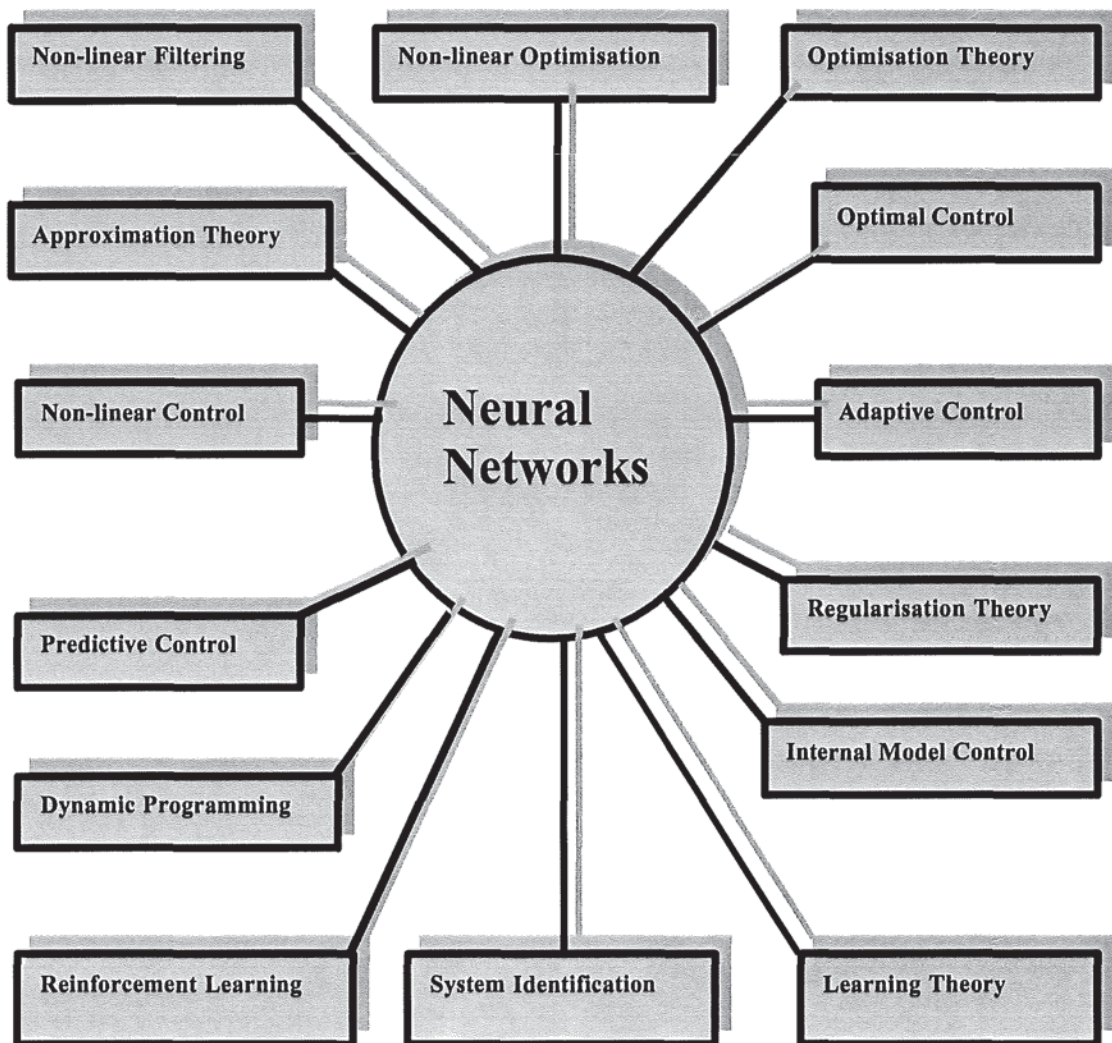 Non-linear Filtering
Non-linear Optimisation
Optimisation Theory
Approximation Theory
Optimal Control
Non-linear Control
Neural
Networks
Adaptive Control
Predictive Control
Regularisation Theory
Dynamic Programming
Internal Model Control
Reinforcement Learning
System Identification
Learning Theory